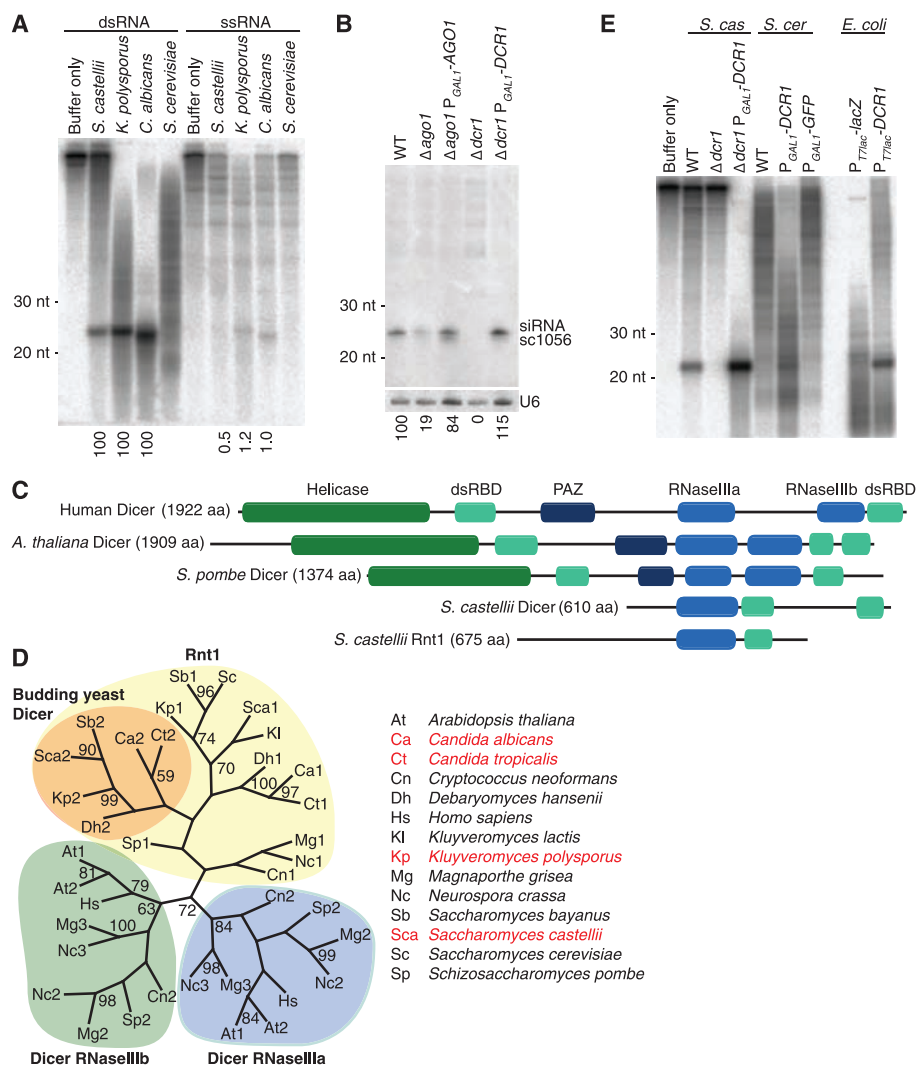 A
dsRNA
ssRNA
Buffer only
S. castellii
K. polysporus
C. albicans
S. cerevisiae
Buffer only
S. castellii
K. polysporus
C. albicans
S. cerevisiae
30 nt
20 nt
100
100
100
0.5
1.2
1.0
B
WT
Δago1
Δago1 PGAL1-AGO1
Δdcr1
Δdcr1 PGAL1-DCR1
30 nt
20 nt
siRNA
sc1056
U6
100
19
84
0
115
E
S. cas
S. cer
E. coli
Buffer only
WT
Δdcr1
Δdcr1 PGAL1-DCR1
WT
PGAL1-DCR1
PGAL1-GFP
PT7lac-lacZ
PT7lac-DCR1
30 nt
20 nt
C
Helicase
dsRBD
PAZ
RNaseIIIa
RNaseIIIb
dsRBD
Human Dicer (1922 aa)
A. thaliana Dicer (1909 aa)
S. pombe Dicer (1374 aa)
S. castellii Dicer (610 aa)
S. castellii Rnt1 (675 aa)
D
Rnt1
Budding yeast
Dicer
Sb1
Sc
96
Kp1
Sca1
74
Kl
70
Sb2
Ca2
Ct2
90
Sca2
59
99
Kp2
Dh2
Dh1
100
Ca1
97
Ct1
Sp1
Mg1
Nc1
Cn1
At1
81
At2
79
Hs
63
72
Mg3
100
Nc3
Nc2
98
Mg2
Sp2
Cn2
84
Cn2
Sp2
Mg2
99
Nc2
98
Nc3
Mg3
Hs
84
At1
At2
Dicer RNaseIIIb
Dicer RNaseIIIa
At Arabidopsis thaliana
Ca Candida albicans
Ct Candida tropicalis
Cn Cryptococcus neoformans
Dh Debaryomyces hansenii
Hs Homo sapiens
Kl Kluyveromyces lactis
Kp Kluyveromyces polysporus
Mg Magnaporthe grisea
Nc Neurospora crassa
Sb Saccharomyces bayanus
Sca Saccharomyces castellii
Sc Saccharomyces cerevisiae
Sp Schizosaccharomyces pombe